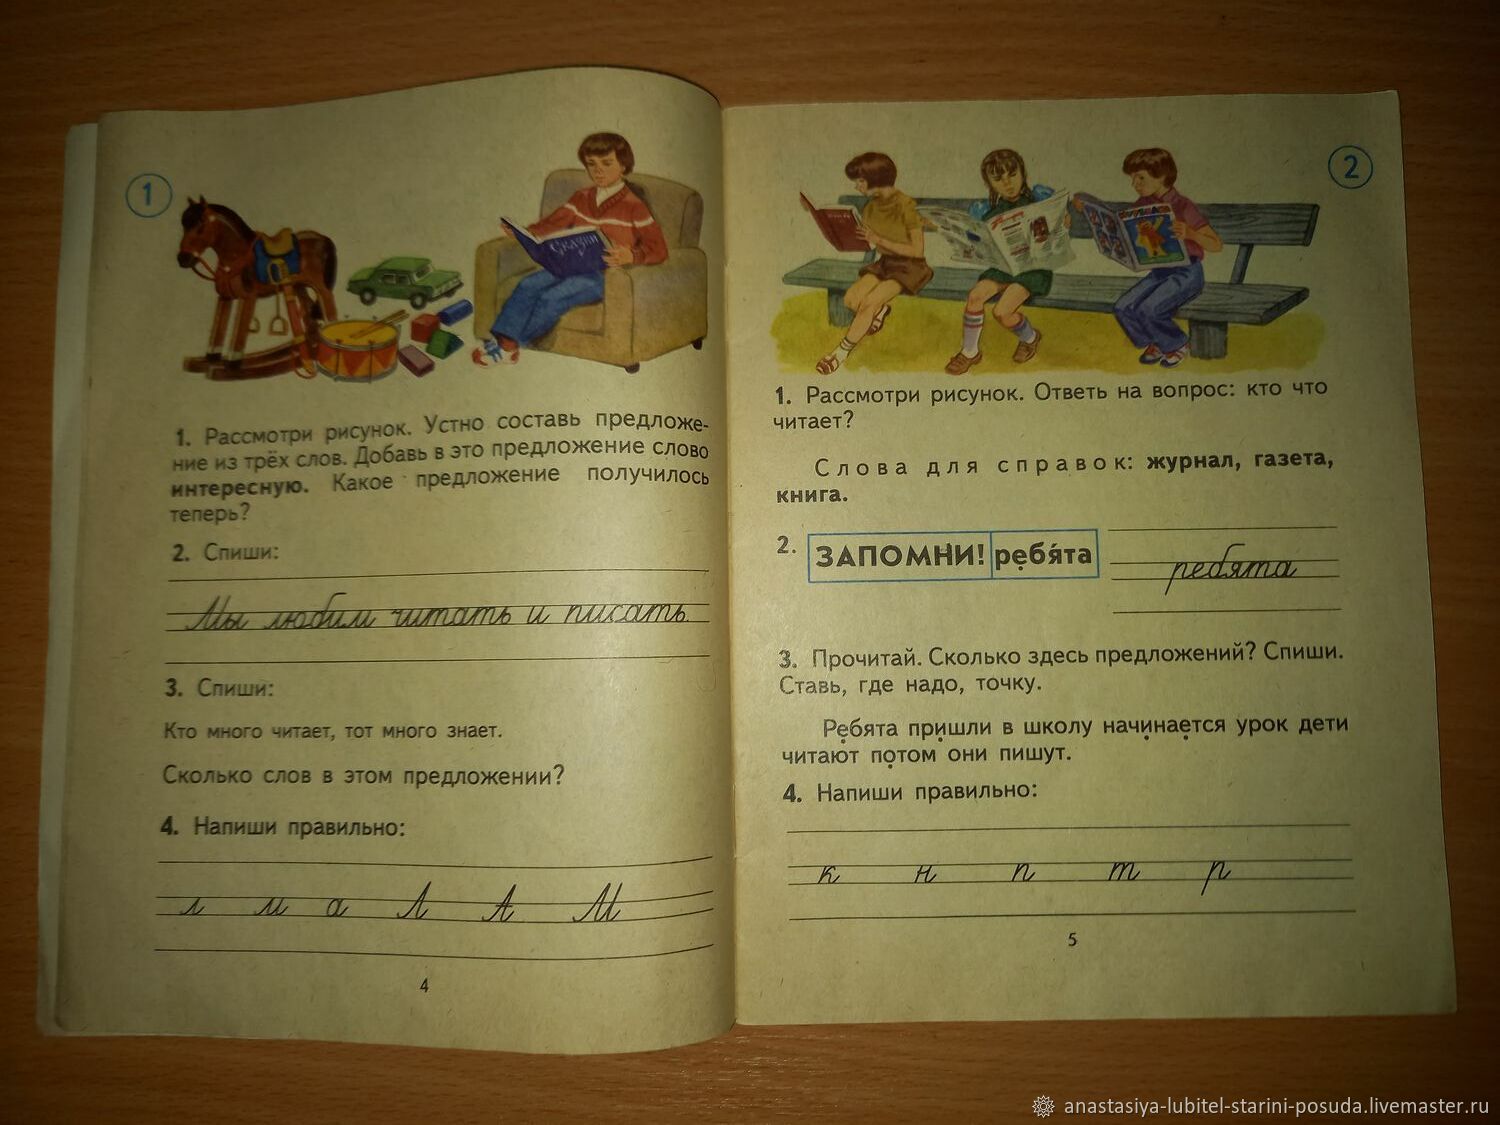 1
Сказки
1. Рассмотри рисунок. Устно составь предложе-
ние из трёх слов. Добавь в это предложение слово
интересную. Какое предложение получилось
теперь?
2. Спиши:
Мы любим читать и писать.
3. Спиши:
Кто много читает, тот много знает.
Сколько слов в этом предложении?
4. Напиши правильно:
л м а Л А М
4
2
1. Рассмотри рисунок. Ответь на вопрос: кто что
читает?
Слова для справок: журнал, газета,
книга.
2. ЗАПОМНИ! ребя́та ребята
3. Прочитай. Сколько здесь предложений? Спиши.
Ставь, где надо, точку.
Ребята пришли в школу начинается урок дети
читают потом они пишут.
4. Напиши правильно:
к н п т р
5
anastasiya-lubitel-starini-posuda.livemaster.ru